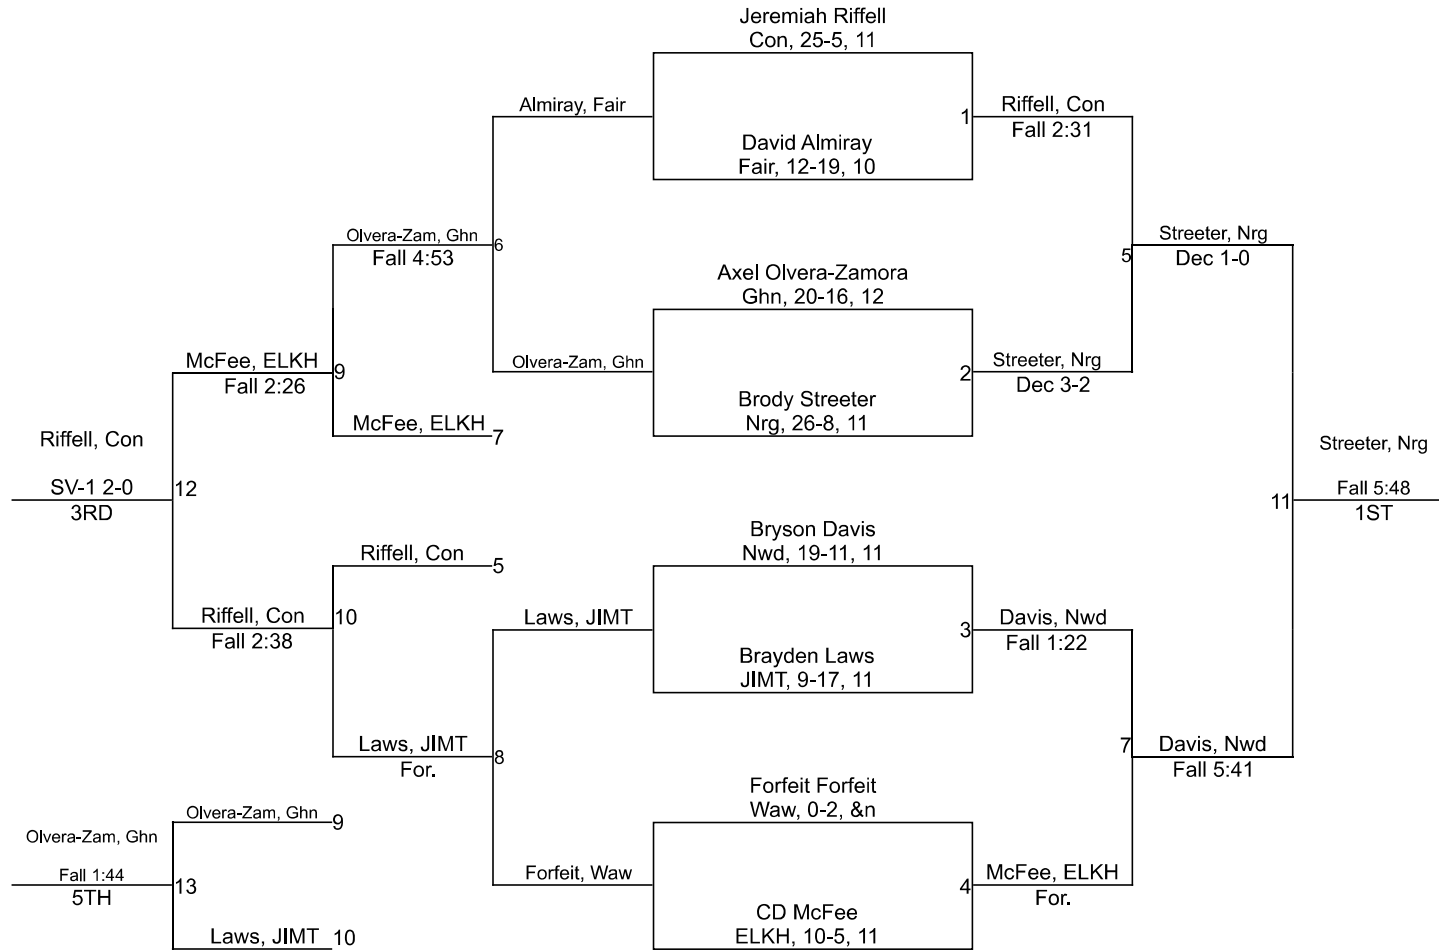 Jeremiah Riffell
Con, 25-5, 11
Almiray, Fair
1
Riffell, Con
Fall 2:31
David Almiray
Fair, 12-19, 10
Olvera-Zam, Ghn
6
Fall 4:53
Streeter, Nrg
5
Dec 1-0
Axel Olvera-Zamora
Ghn, 20-16, 12
McFee, ELKH
9
Fall 2:26
Olvera-Zam, Ghn
2
Streeter, Nrg
Dec 3-2
Brody Streeter
Nrg, 26-8, 11
McFee, ELKH
7
Riffell, Con
SV-1 2-0
12
3RD
Streeter, Nrg
Fall 5:48
11
1ST
Bryson Davis
Nwd, 19-11, 11
Riffell, Con
5
Riffell, Con
10
Fall 2:38
Laws, JIMT
3
Davis, Nwd
Fall 1:22
Brayden Laws
JIMT, 9-17, 11
Laws, JIMT
8
For.
7
Davis, Nwd
Fall 5:41
Forfeit Forfeit
Waw, 0-2, &n
Olvera-Zam, Ghn
9
Olvera-Zam, Ghn
Fall 1:44
13
5TH
Forfeit, Waw
4
McFee, ELKH
For.
CD McFee
ELKH, 10-5, 11
Laws, JIMT
10